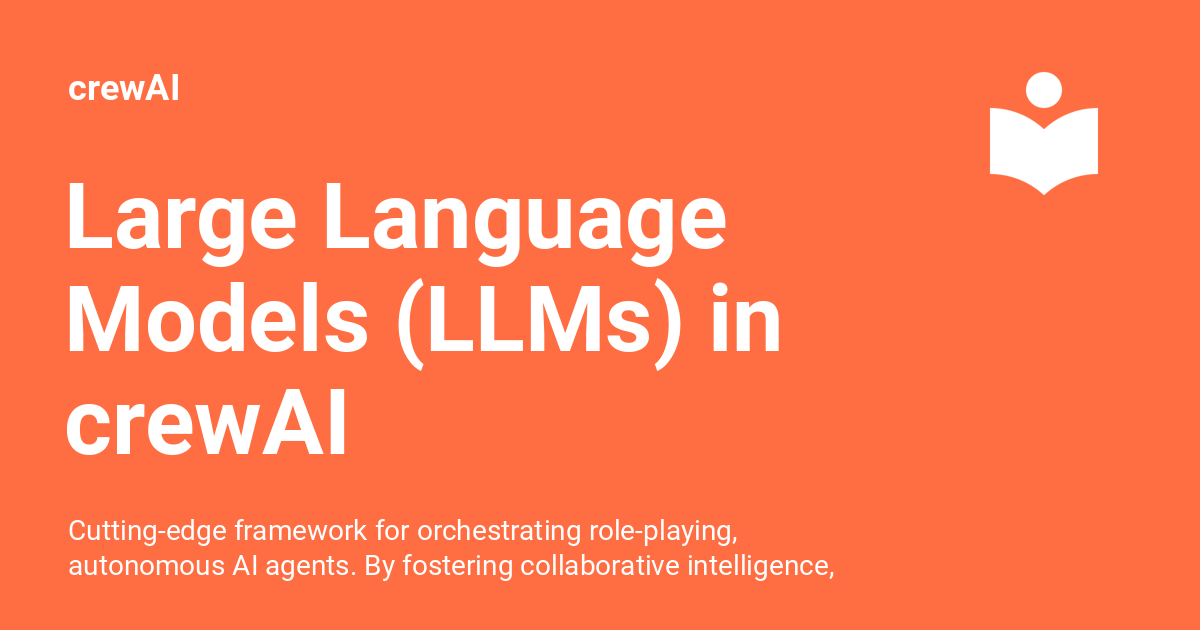 crewAI
Large Language
Models (LLMs) in
crewAI
Cutting-edge framework for orchestrating role-playing,
autonomous AI agents. By fostering collaborative intelligence,